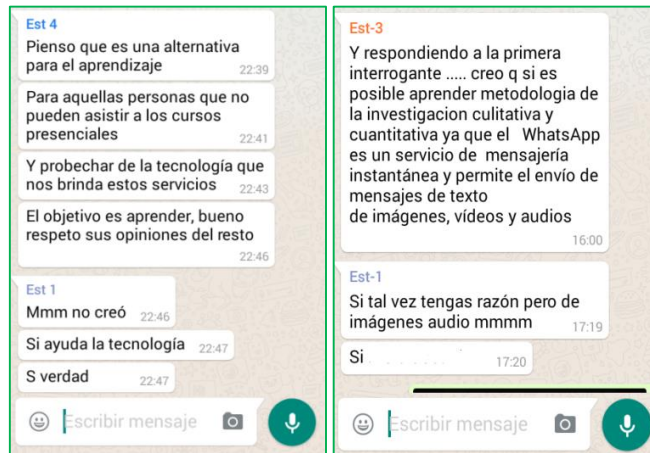 Est 4
Pienso que es una alternativa
para el aprendizaje 22:39
Para aquellas personas que no
pueden asistir a los cursos
presenciales 22:41
Y probechar de la tecnología que
nos brinda estos servicios 22:43
El objetivo es aprender, bueno
respeto sus opiniones del resto
22:46
Est 1
Mmm no creó 22:46
Si ayuda la tecnología 22:47
S verdad 22:47
Escribir mensaje
Est-3
Y respondiendo a la primera
interrogante ..... creo q si es
posible aprender metodologia de
la investigacion culitativa y
cuantitativa ya que el WhatsApp
es un servicio de mensajería
instantánea y permite el envío de
mensajes de texto
de imágenes, vídeos y audios
16:00
Est-1
Si tal vez tengas razón pero de
imágenes audio mmmm 17:19
Si 17:20
Escribir mensaje